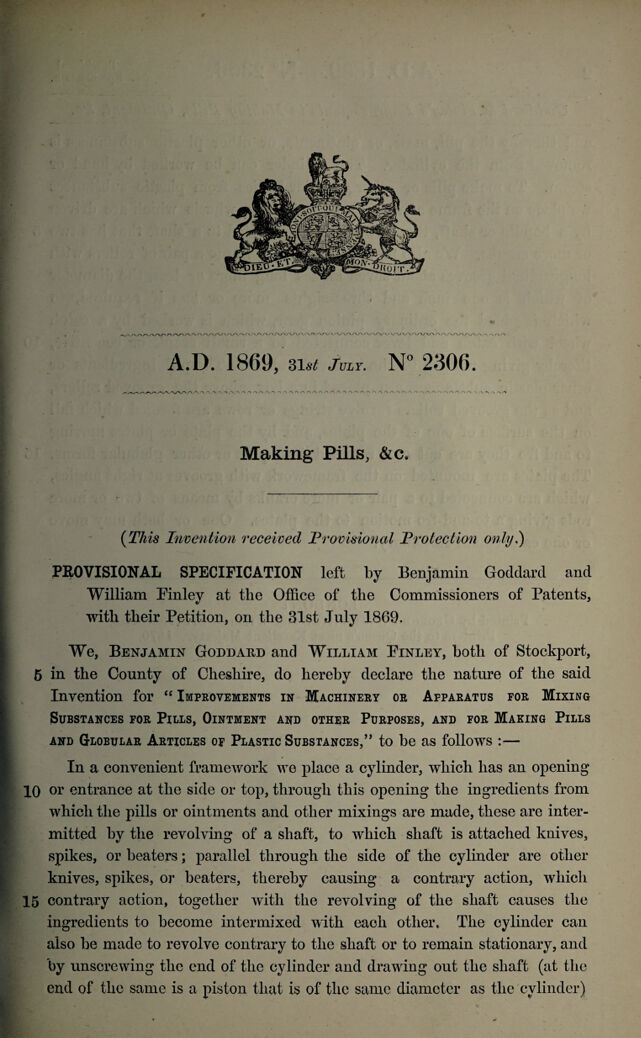 HONI SOIT QUI MAL
DIEU·ET· MON·DROIT·
A.D. 1869, 31st JULY. N° 2306.
Making Pills, &c.
(This Invention received Provisional Protection only.)
PROVISIONAL SPECIFICATION left by Benjamin Goddard and
William Finley at the Office of the Commissioners of Patents,
with their Petition, on the 31st July 1869.
We, BENJAMIN GODDARD and WILLIAM FINLEY, both of Stockport,
5 in the County of Cheshire, do hereby declare the nature of the said
Invention for “IMPROVEMENTS IN MACHINERY OR APPARATUS FOR MIXING
SUBSTANCES FOR PILLS, OINTMENT AND OTHER PURPOSES, AND FOR MAKING PILLS
AND GLOBULAR ARTICLES OF PLASTIC SUBSTANCES,” to be as follows :—
In a convenient framework we place a cylinder, which has an opening
10 or entrance at the side or top, through this opening the ingredients from
which the pills or ointments and other mixings are made, these are inter-
mitted by the revolving of a shaft, to which shaft is attached knives,
spikes, or beaters; parallel through the side of the cylinder are other
knives, spikes, or beaters, thereby causing a contrary action, which
15 contrary action, together with the revolving of the shaft causes the
ingredients to become intermixed with each other. The cylinder can
also be made to revolve contrary to the shaft or to remain stationary, and
by unscrewing the end of the cylinder and drawing out the shaft (at the
end of the same is a piston that is of the same diameter as the cylinder)